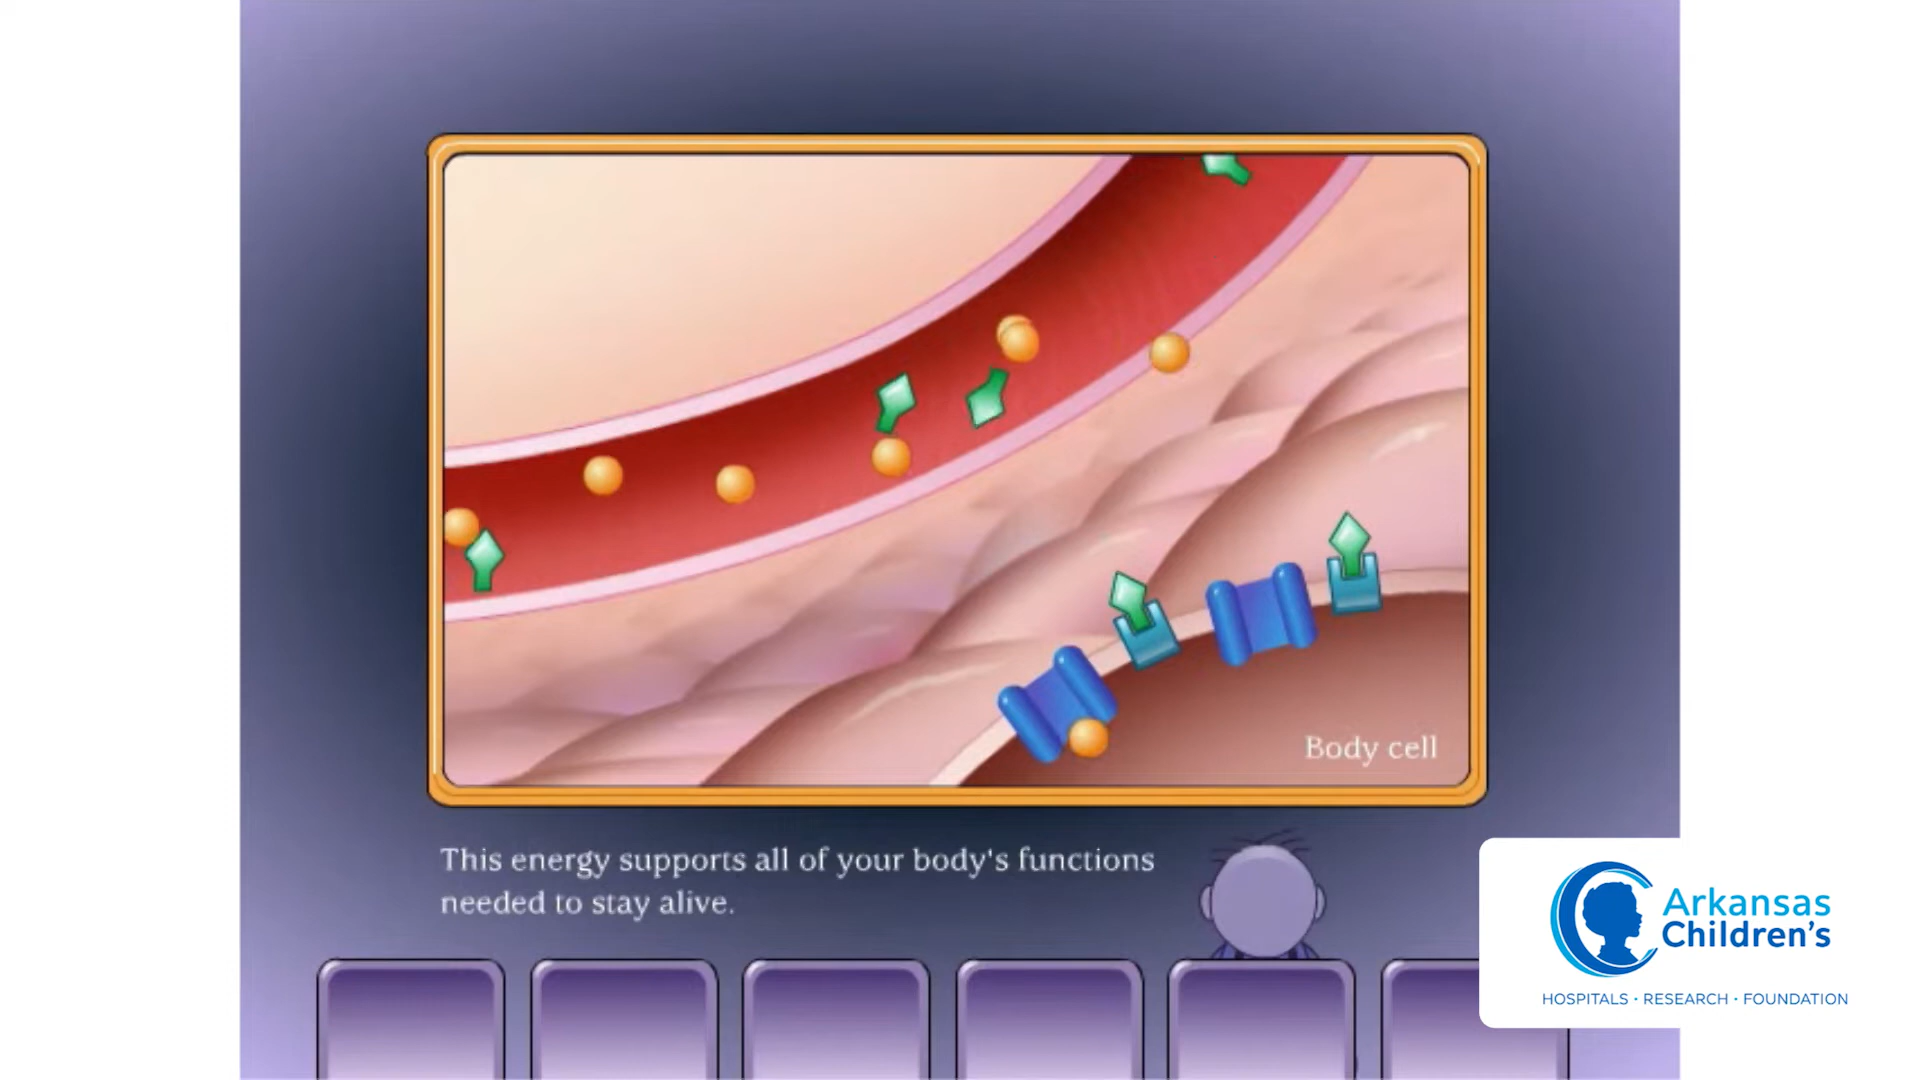 Body cell
This energy supports all of your body's functions
needed to stay alive.
Arkansas
Children's
HOSPITALS · RESEARCH · FOUNDATION